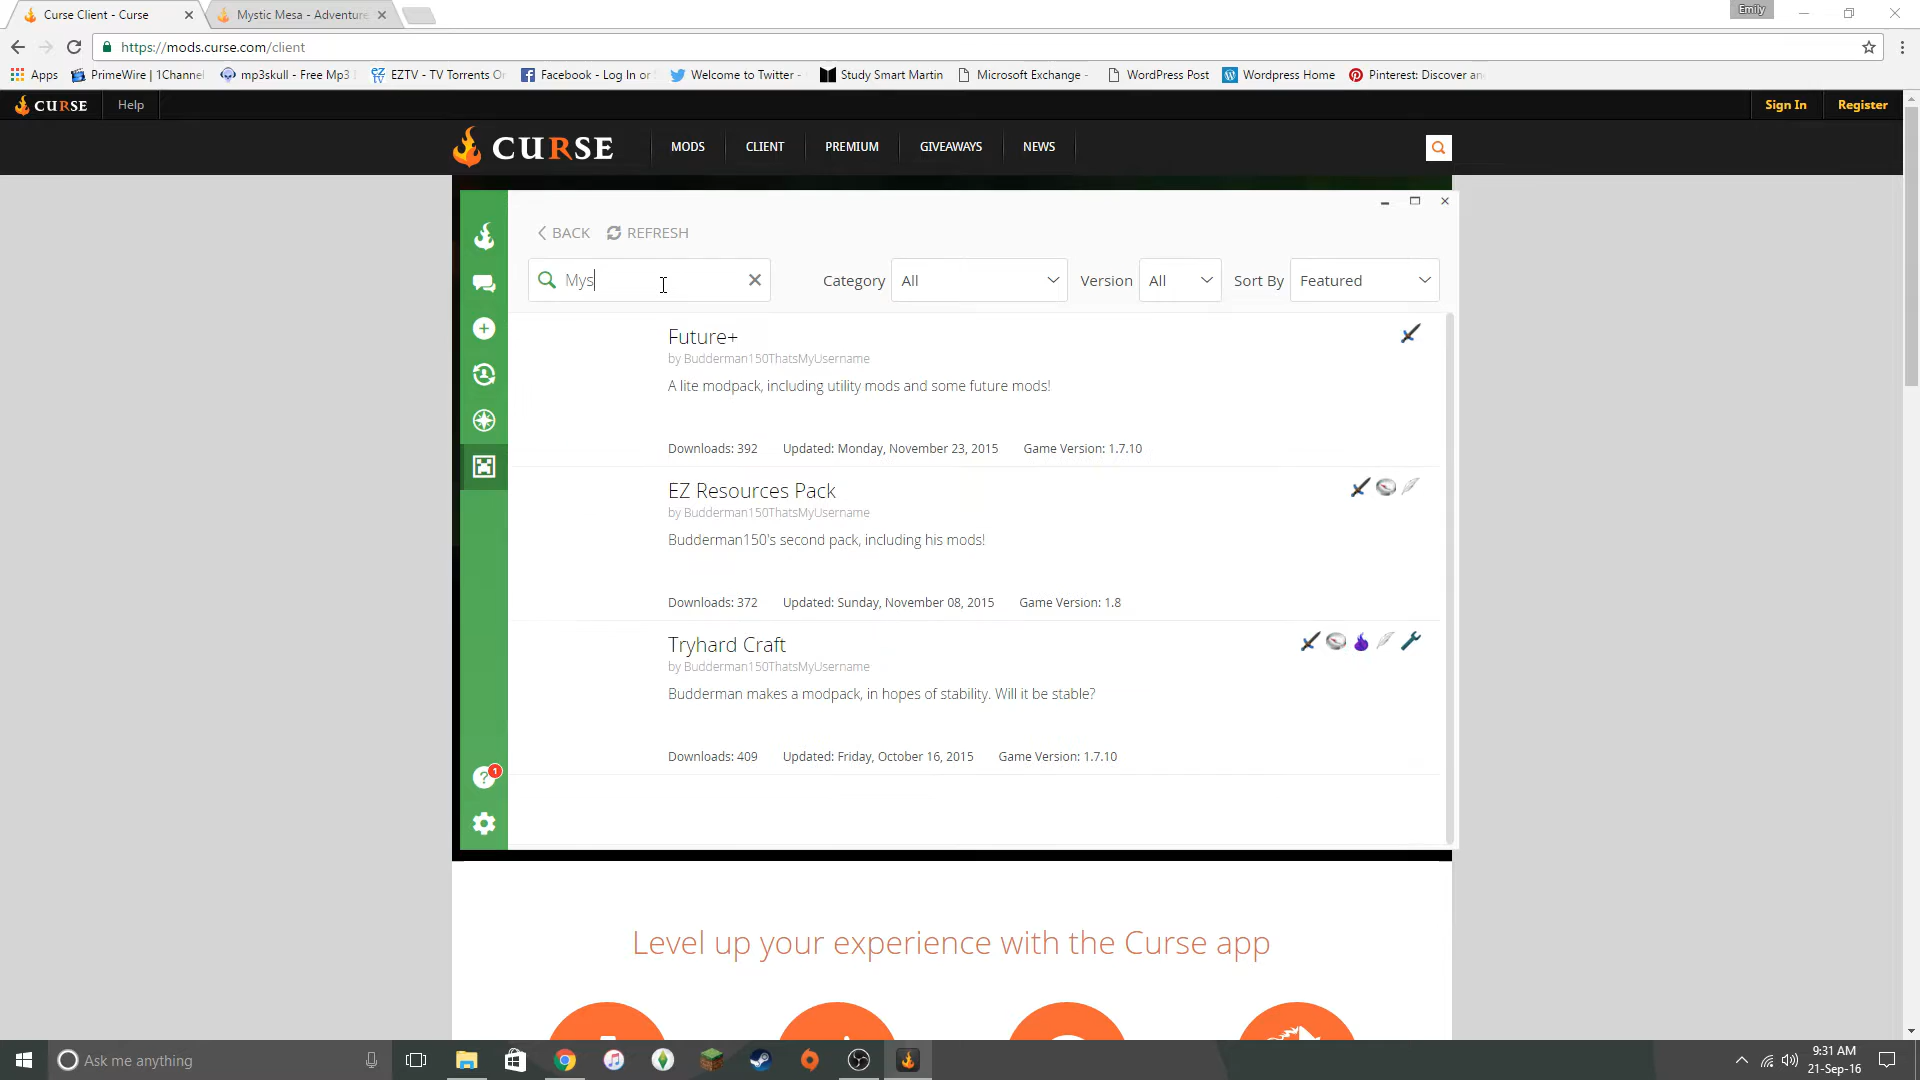 Curse Client - Curse
Mystic Mesa - Adventure
Emily
https://mods.curse.com/client
Apps
PrimeWire | 1Channel
mp3skull - Free Mp3
EZTV - TV Torrents O
Facebook - Log In or
Welcome to Twitter -
Study Smart Martin
Microsoft Exchange -
WordPress Post
Wordpress Home
Pinterest: Discover an
CURSE
Help
Sign In
Register
CURSE
MODS
CLIENT
PREMIUM
GIVEAWAYS
NEWS
BACK
REFRESH
Mys
Category
All
Version
All
Sort By
Featured
Future+
by Budderman150ThatsMyUsername
A lite modpack, including utility mods and some future mods!
Downloads: 392 Updated: Monday, November 23, 2015 Game Version: 1.7.10
EZ Resources Pack
by Budderman150ThatsMyUsername
Budderman150's second pack, including his mods!
Downloads: 372 Updated: Sunday, November 08, 2015 Game Version: 1.8
Tryhard Craft
by Budderman150ThatsMyUsername
Budderman makes a modpack, in hopes of stability. Will it be stable?
Downloads: 409 Updated: Friday, October 16, 2015 Game Version: 1.7.10
1
Level up your experience with the Curse app
Ask me anything
9:31 AM
21-Sep-16